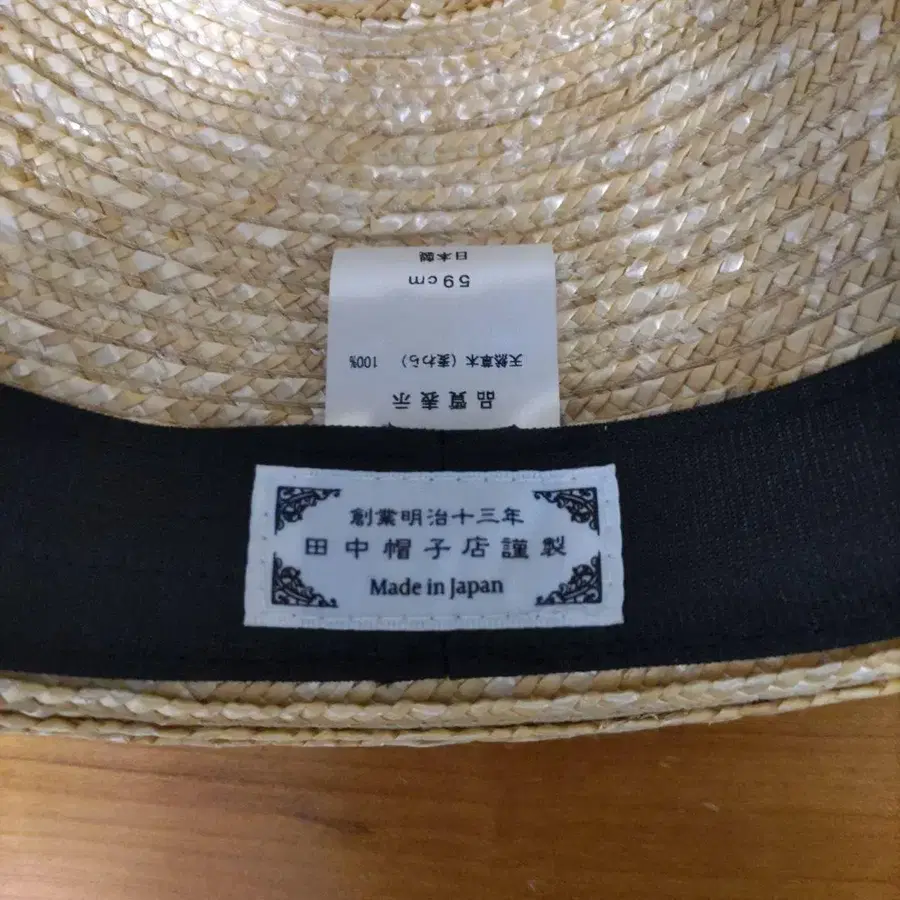 品質表示
天然草木(麦わら) 100%
59cm
日本製
創業明治十三年
田中帽子店謹製
Made in Japan